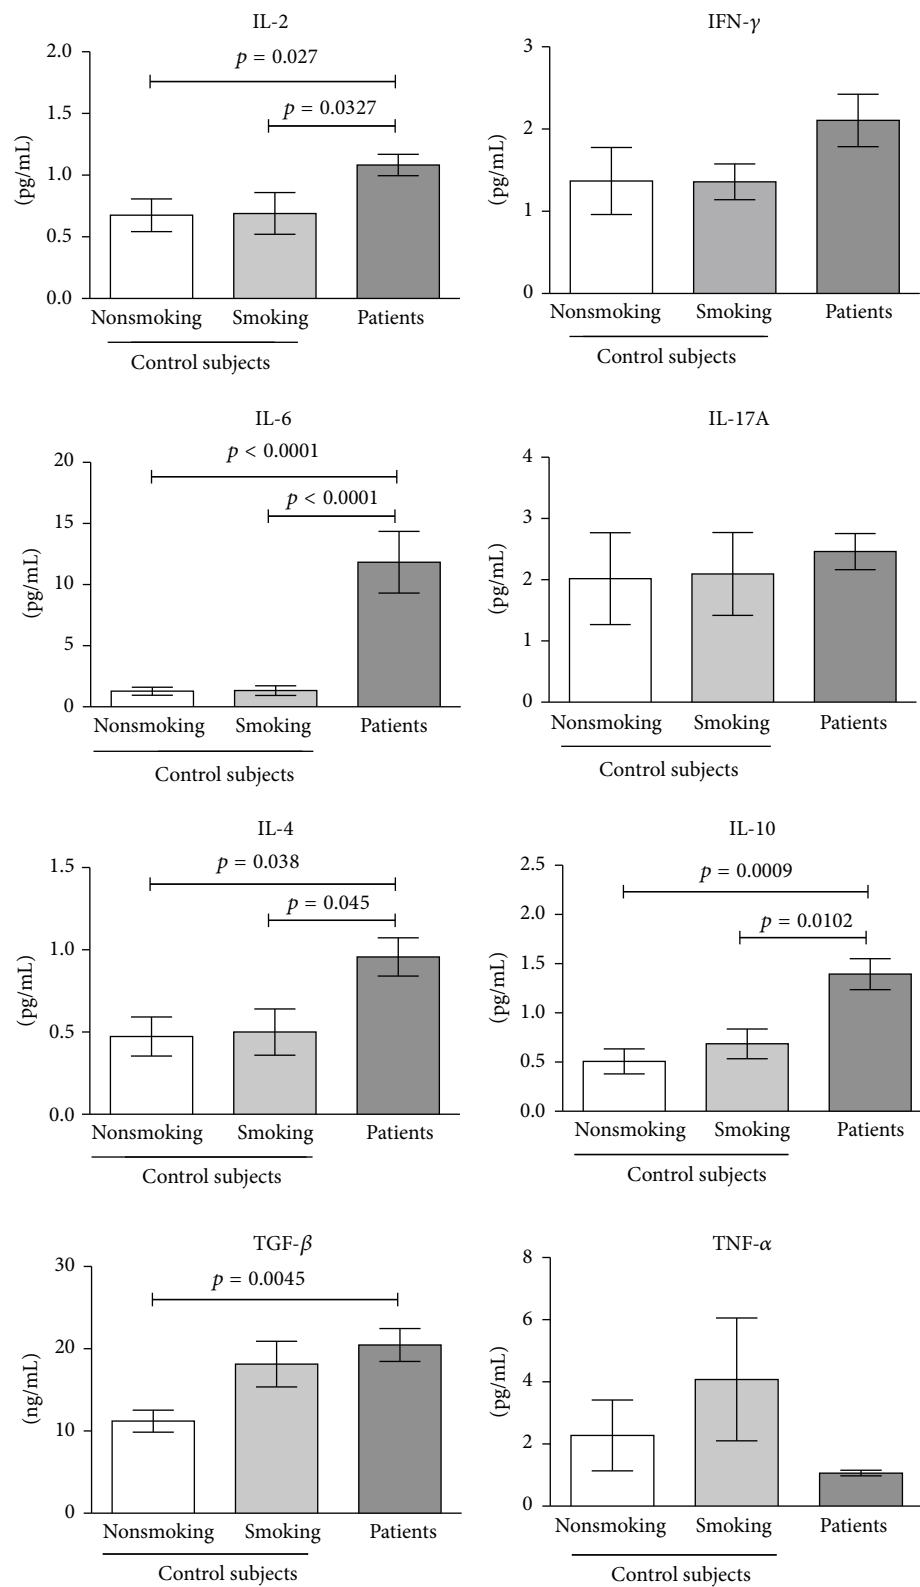 IL-2
2.0
1.5
1.0
0.5
0.0
(pg/mL)
p = 0.027
p = 0.0327
Nonsmoking Smoking Patients
Control subjects
IFN-γ
3
2
1
0
(pg/mL)
Nonsmoking Smoking Patients
Control subjects
IL-6
20
15
10
5
0
(pg/mL)
p < 0.0001
p < 0.0001
Nonsmoking Smoking Patients
Control subjects
IL-17A
4
3
2
1
0
(pg/mL)
Nonsmoking Smoking Patients
Control subjects
IL-4
1.5
1.0
0.5
0.0
(pg/mL)
p = 0.038
p = 0.045
Nonsmoking Smoking Patients
Control subjects
IL-10
2.5
2.0
1.5
1.0
0.5
0.0
(pg/mL)
p = 0.0009
p = 0.0102
Nonsmoking Smoking Patients
Control subjects
TGF-β
30
20
10
0
(ng/mL)
p = 0.0045
Nonsmoking Smoking Patients
Control subjects
TNF-α
8
6
4
2
0
(pg/mL)
Nonsmoking Smoking Patients
Control subjects